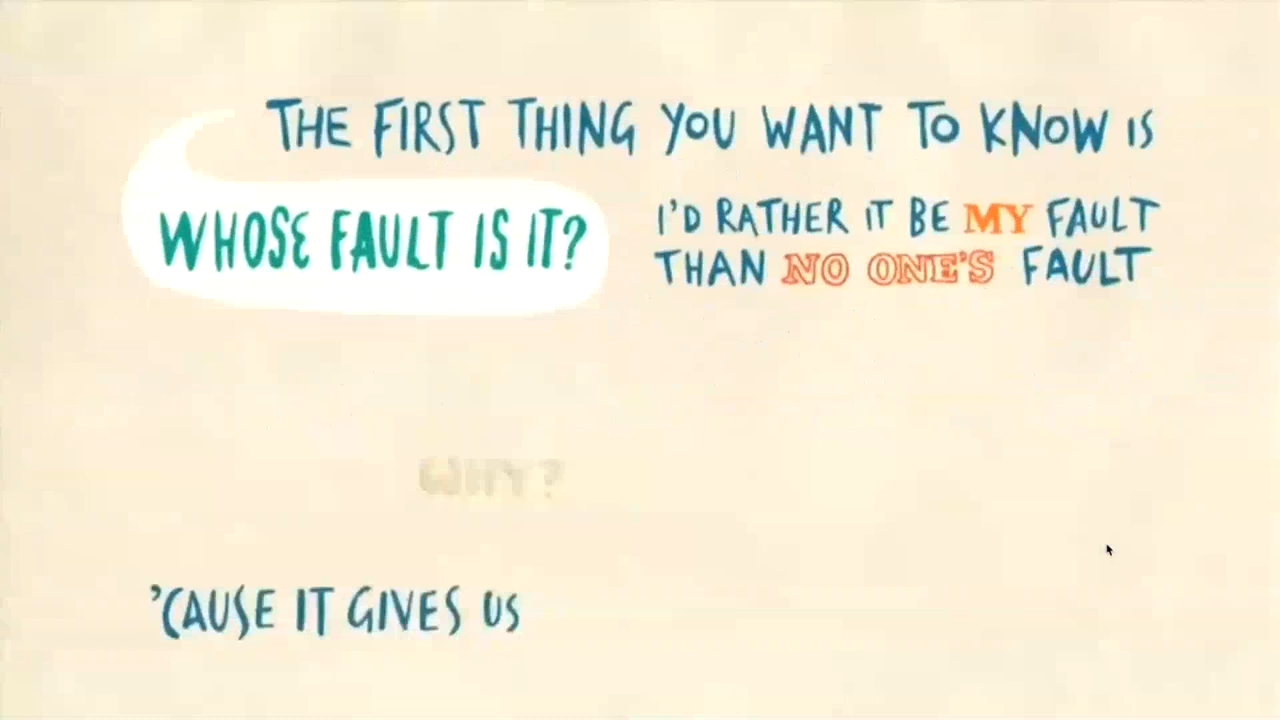 THE FIRST THING YOU WANT TO KNOW IS
WHOSE FAULT IS IT?
I'D RATHER IT BE MY FAULT
THAN NO ONE'S FAULT
WHY?
'CAUSE IT GIVES US